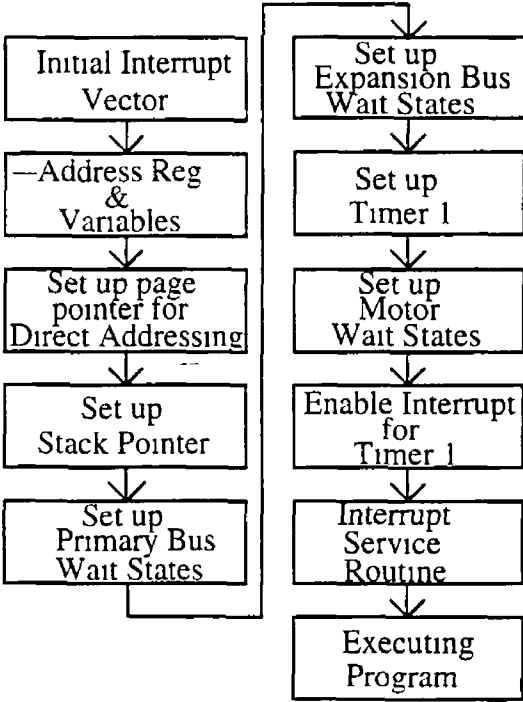 Initial Interrupt
Vector
—Address Reg
&
Variables
Set up page
pointer for
Direct Addressing
Set up
Stack Pointer
Set up
Primary Bus
Wait States
Set up
Expansion Bus
Wait States
Set up
Timer 1
Set up
Motor
Wait States
Enable Interrupt
for
Timer 1
Interrupt
Service
Routine
Executing
Program